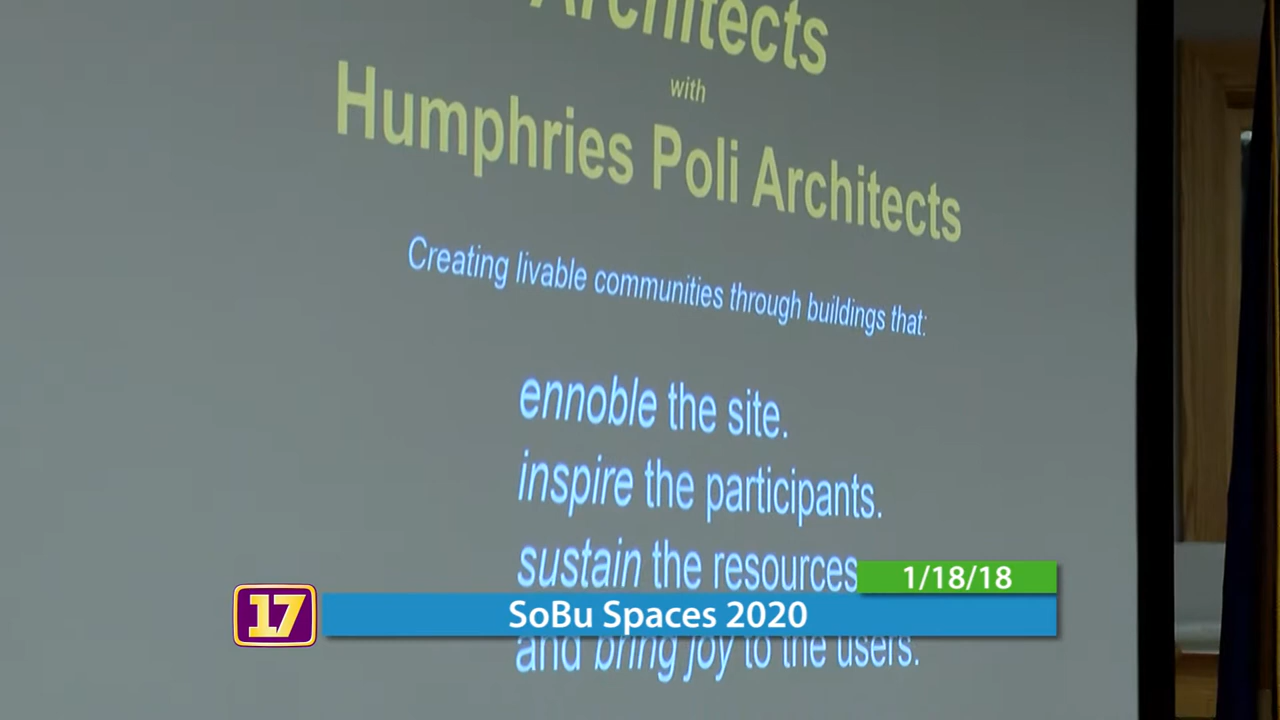 Architects
with
Humphries Poli Architects
Creating livable communities through buildings that:
ennoble the site.
inspire the participants.
sustain the resources
1/18/18
17
SoBu Spaces 2020
and bring joy to the users.